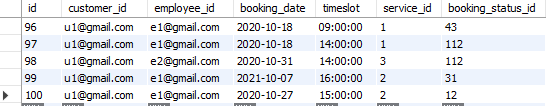 id customer_id employee_id booking_date timeslot service_id booking_status_id
96 u1@gmail.com e1@gmail.com 2020-10-18 09:00:00 1 43
97 u1@gmail.com e1@gmail.com 2020-10-18 14:00:00 1 112
98 u1@gmail.com e2@gmail.com 2020-10-31 14:00:00 3 112
99 u1@gmail.com e1@gmail.com 2021-10-07 16:00:00 2 31
100 u1@gmail.com e1@gmail.com 2020-10-27 15:00:00 2 12